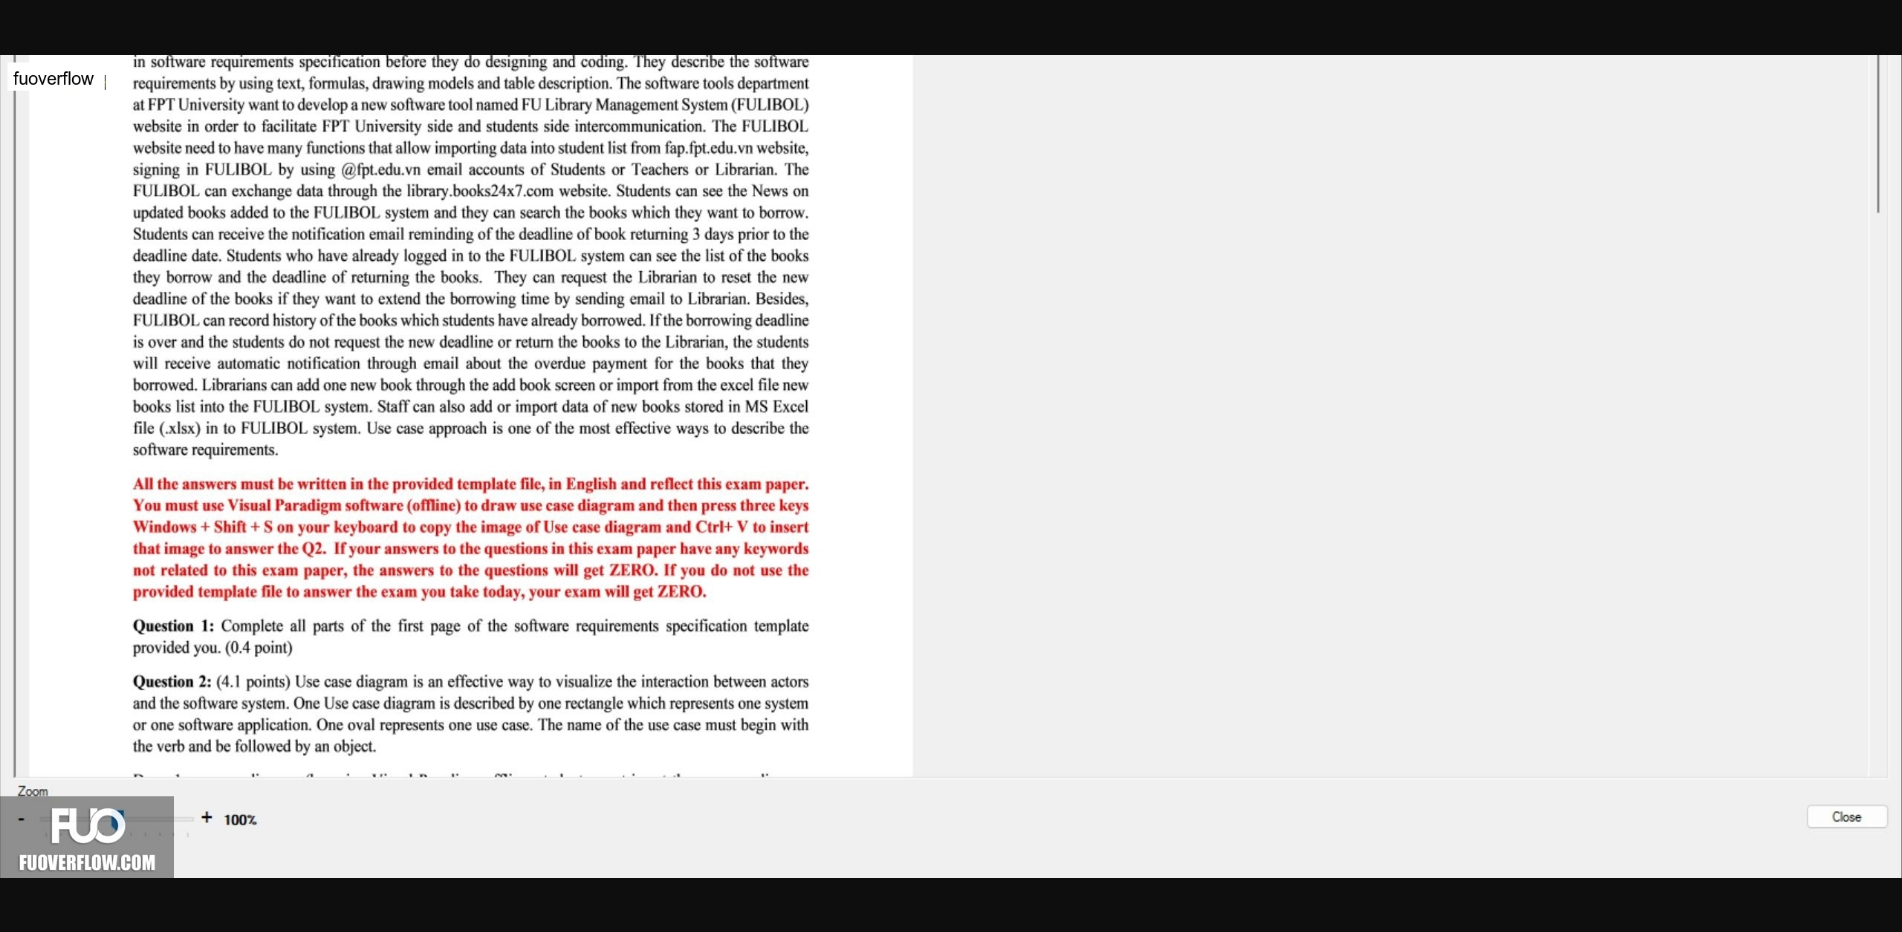 in software requirements specification before they do designing and coding. They describe the software
fuoverflow |
requirements by using text, formulas, drawing models and table description. The software tools department
at FPT University want to develop a new software tool named FU Library Management System (FULIBOL)
website in order to facilitate FPT University side and students side intercommunication. The FULIBOL
website need to have many functions that allow importing data into student list from fap.fpt.edu.vn website,
signing in FULIBOL by using @fpt.edu.vn email accounts of Students or Teachers or Librarian. The
FULIBOL can exchange data through the library.books24x7.com website. Students can see the News on
updated books added to the FULIBOL system and they can search the books which they want to borrow.
Students can receive the notification email reminding of the deadline of book returning 3 days prior to the
deadline date. Students who have already logged in to the FULIBOL system can see the list of the books
they borrow and the deadline of returning the books. They can request the Librarian to reset the new
deadline of the books if they want to extend the borrowing time by sending email to Librarian. Besides,
FULIBOL can record history of the books which students have already borrowed. If the borrowing deadline
is over and the students do not request the new deadline or return the books to the Librarian, the students
will receive automatic notification through email about the overdue payment for the books that they
borrowed. Librarians can add one new book through the add book screen or import from the excel file new
books list into the FULIBOL system. Staff can also add or import data of new books stored in MS Excel
file (.xlsx) in to FULIBOL system. Use case approach is one of the most effective ways to describe the
software requirements.
All the answers must be written in the provided template file, in English and reflect this exam paper.
You must use Visual Paradigm software (offline) to draw use case diagram and then press three keys
Windows + Shift + S on your keyboard to copy the image of Use case diagram and Ctrl+ V to insert
that image to answer the Q2. If your answers to the questions in this exam paper have any keywords
not related to this exam paper, the answers to the questions will get ZERO. If you do not use the
provided template file to answer the exam you take today, your exam will get ZERO.
Question 1: Complete all parts of the first page of the software requirements specification template
provided you. (0.4 point)
Question 2: (4.1 points) Use case diagram is an effective way to visualize the interaction between actors
and the software system. One Use case diagram is described by one rectangle which represents one system
or one software application. One oval represents one use case. The name of the use case must begin with
the verb and be followed by an object.
Zoom
- + 100%
Close
FUO
FUOVERFLOW.COM